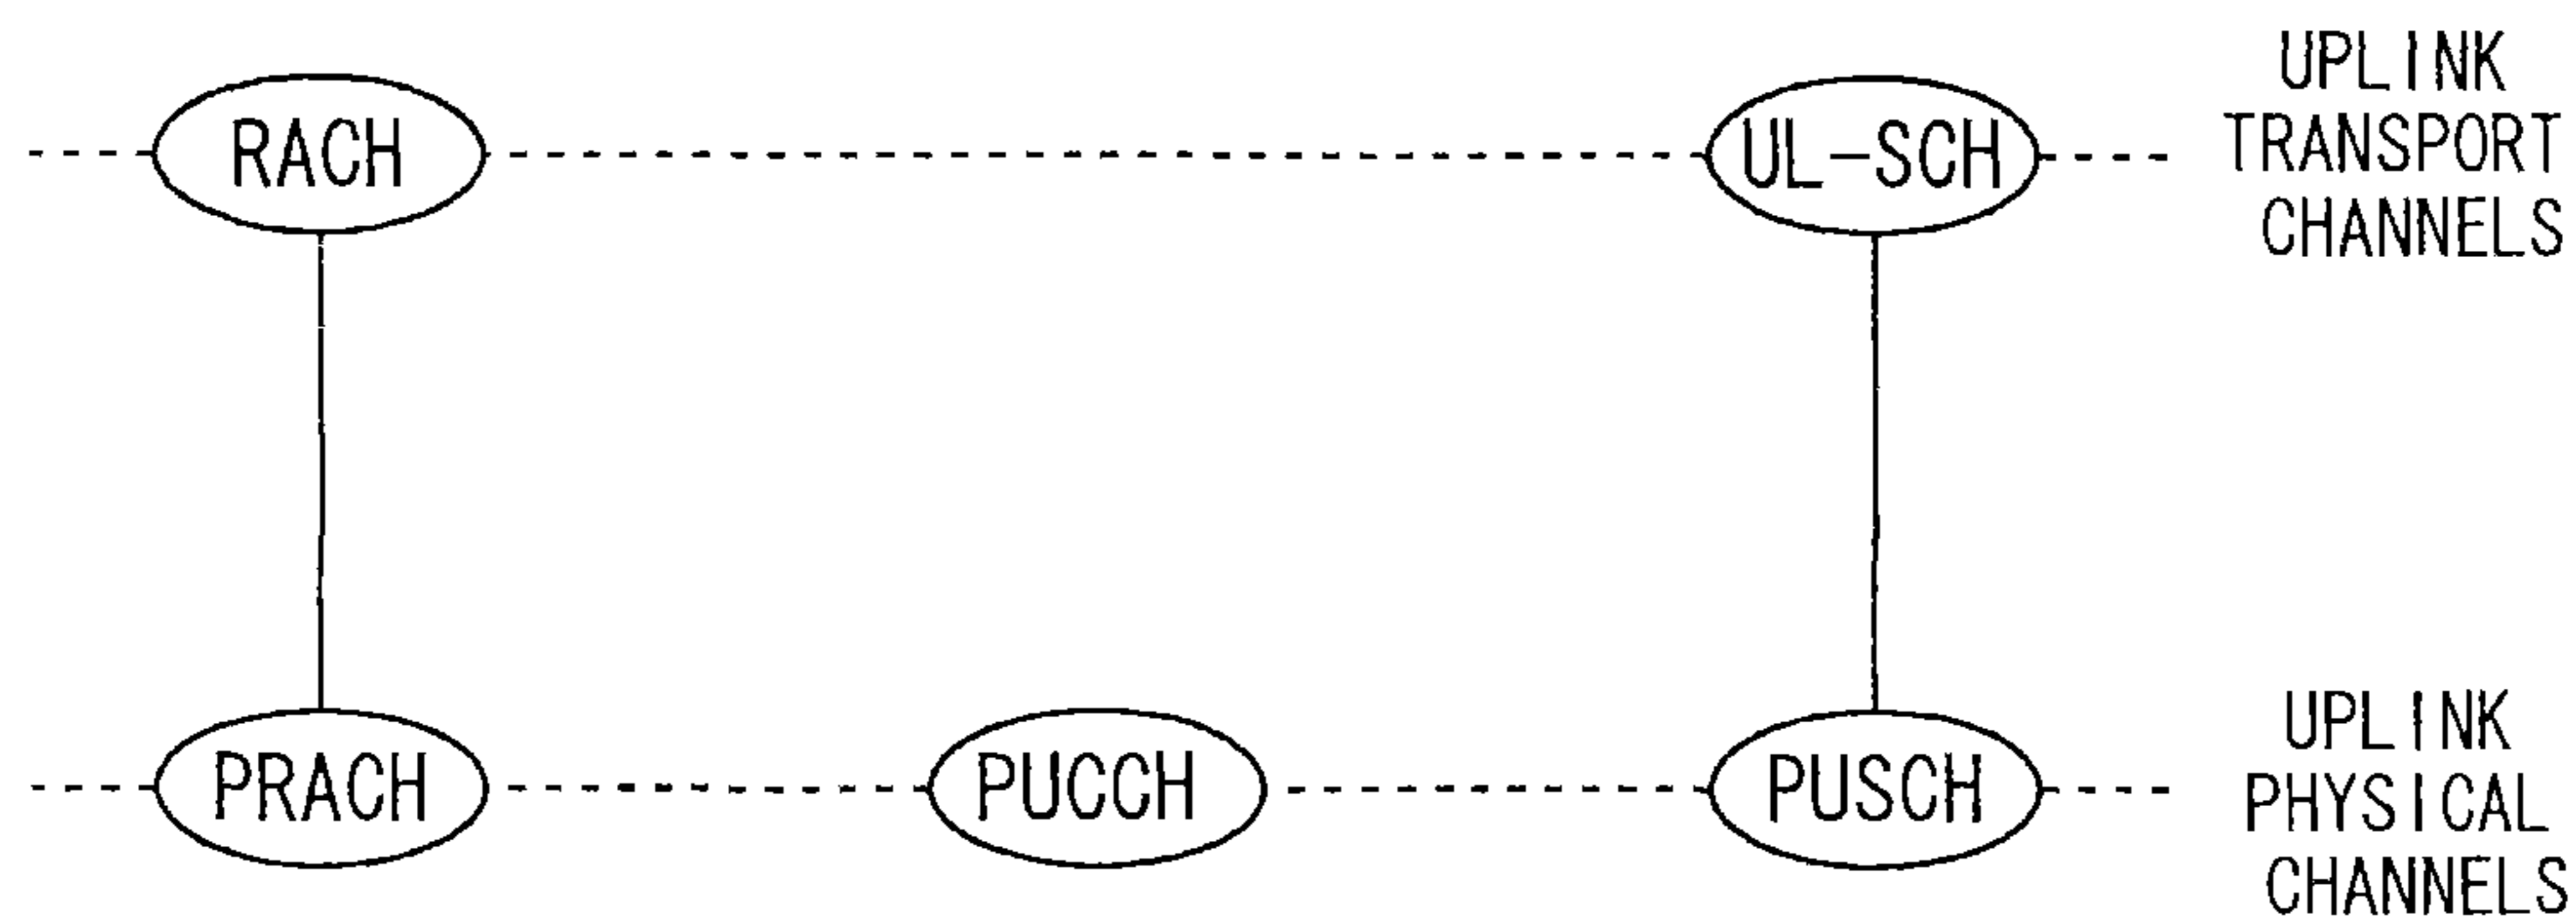 RACH
UL-SCH
UPLINK
TRANSPORT
CHANNELS
PRACH
PUCCH
PUSCH
UPLINK
PHYSICAL
CHANNELS